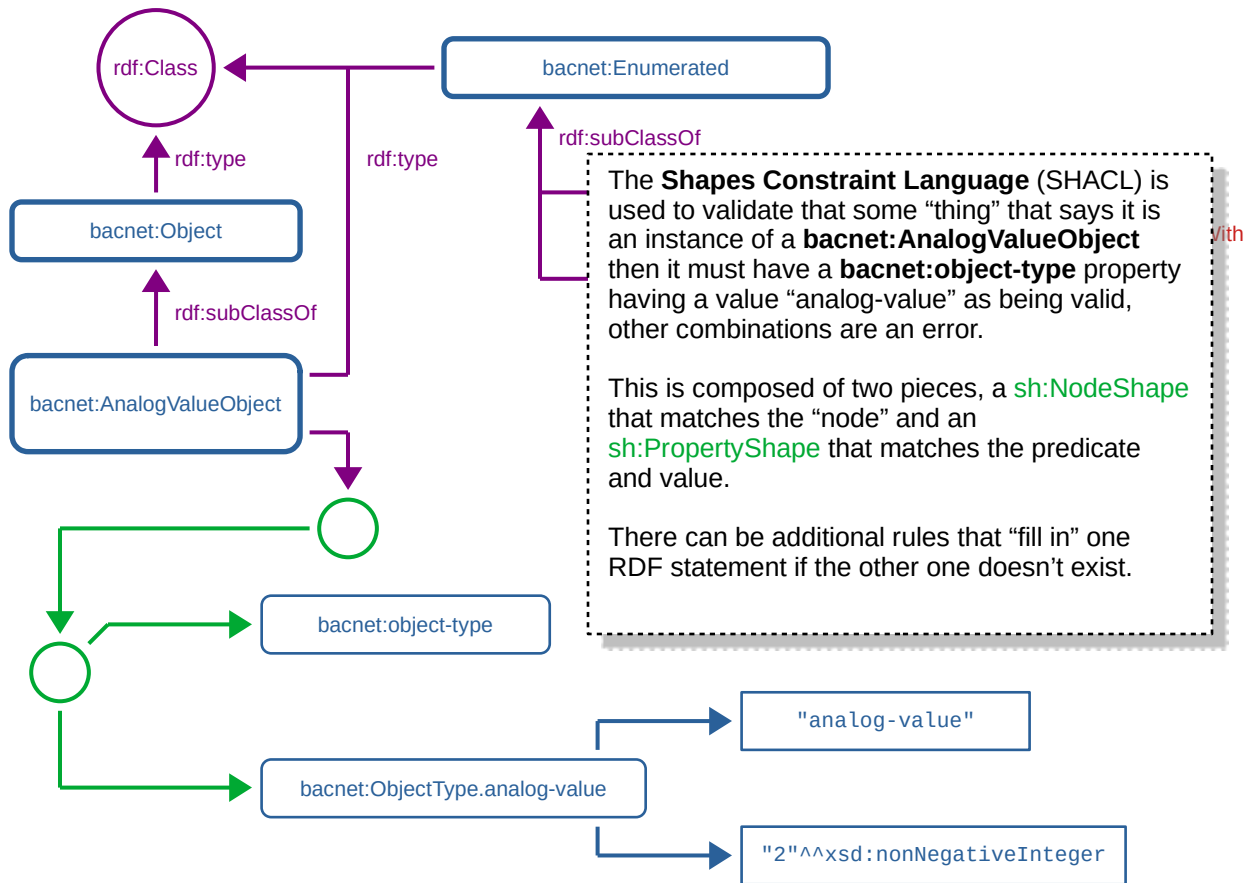 rdf:Class
bacnet:Enumerated
rdf:type
rdf:type
rdf:subClassOf
bacnet:Object
rdf:subClassOf
bacnet:AnalogValueObject
The Shapes Constraint Language (SHACL) is
used to validate that some “thing” that says it is
an instance of a bacnet:AnalogValueObject
then it must have a bacnet:object-type property
having a value “analog-value” as being valid,
other combinations are an error.
This is composed of two pieces, a sh:NodeShape
that matches the “node” and an
sh:PropertyShape that matches the predicate
and value.
There can be additional rules that “fill in” one
RDF statement if the other one doesn’t exist.
bacnet:object-type
"analog-value"
bacnet:ObjectType.analog-value
"2"^^xsd:nonNegativeInteger